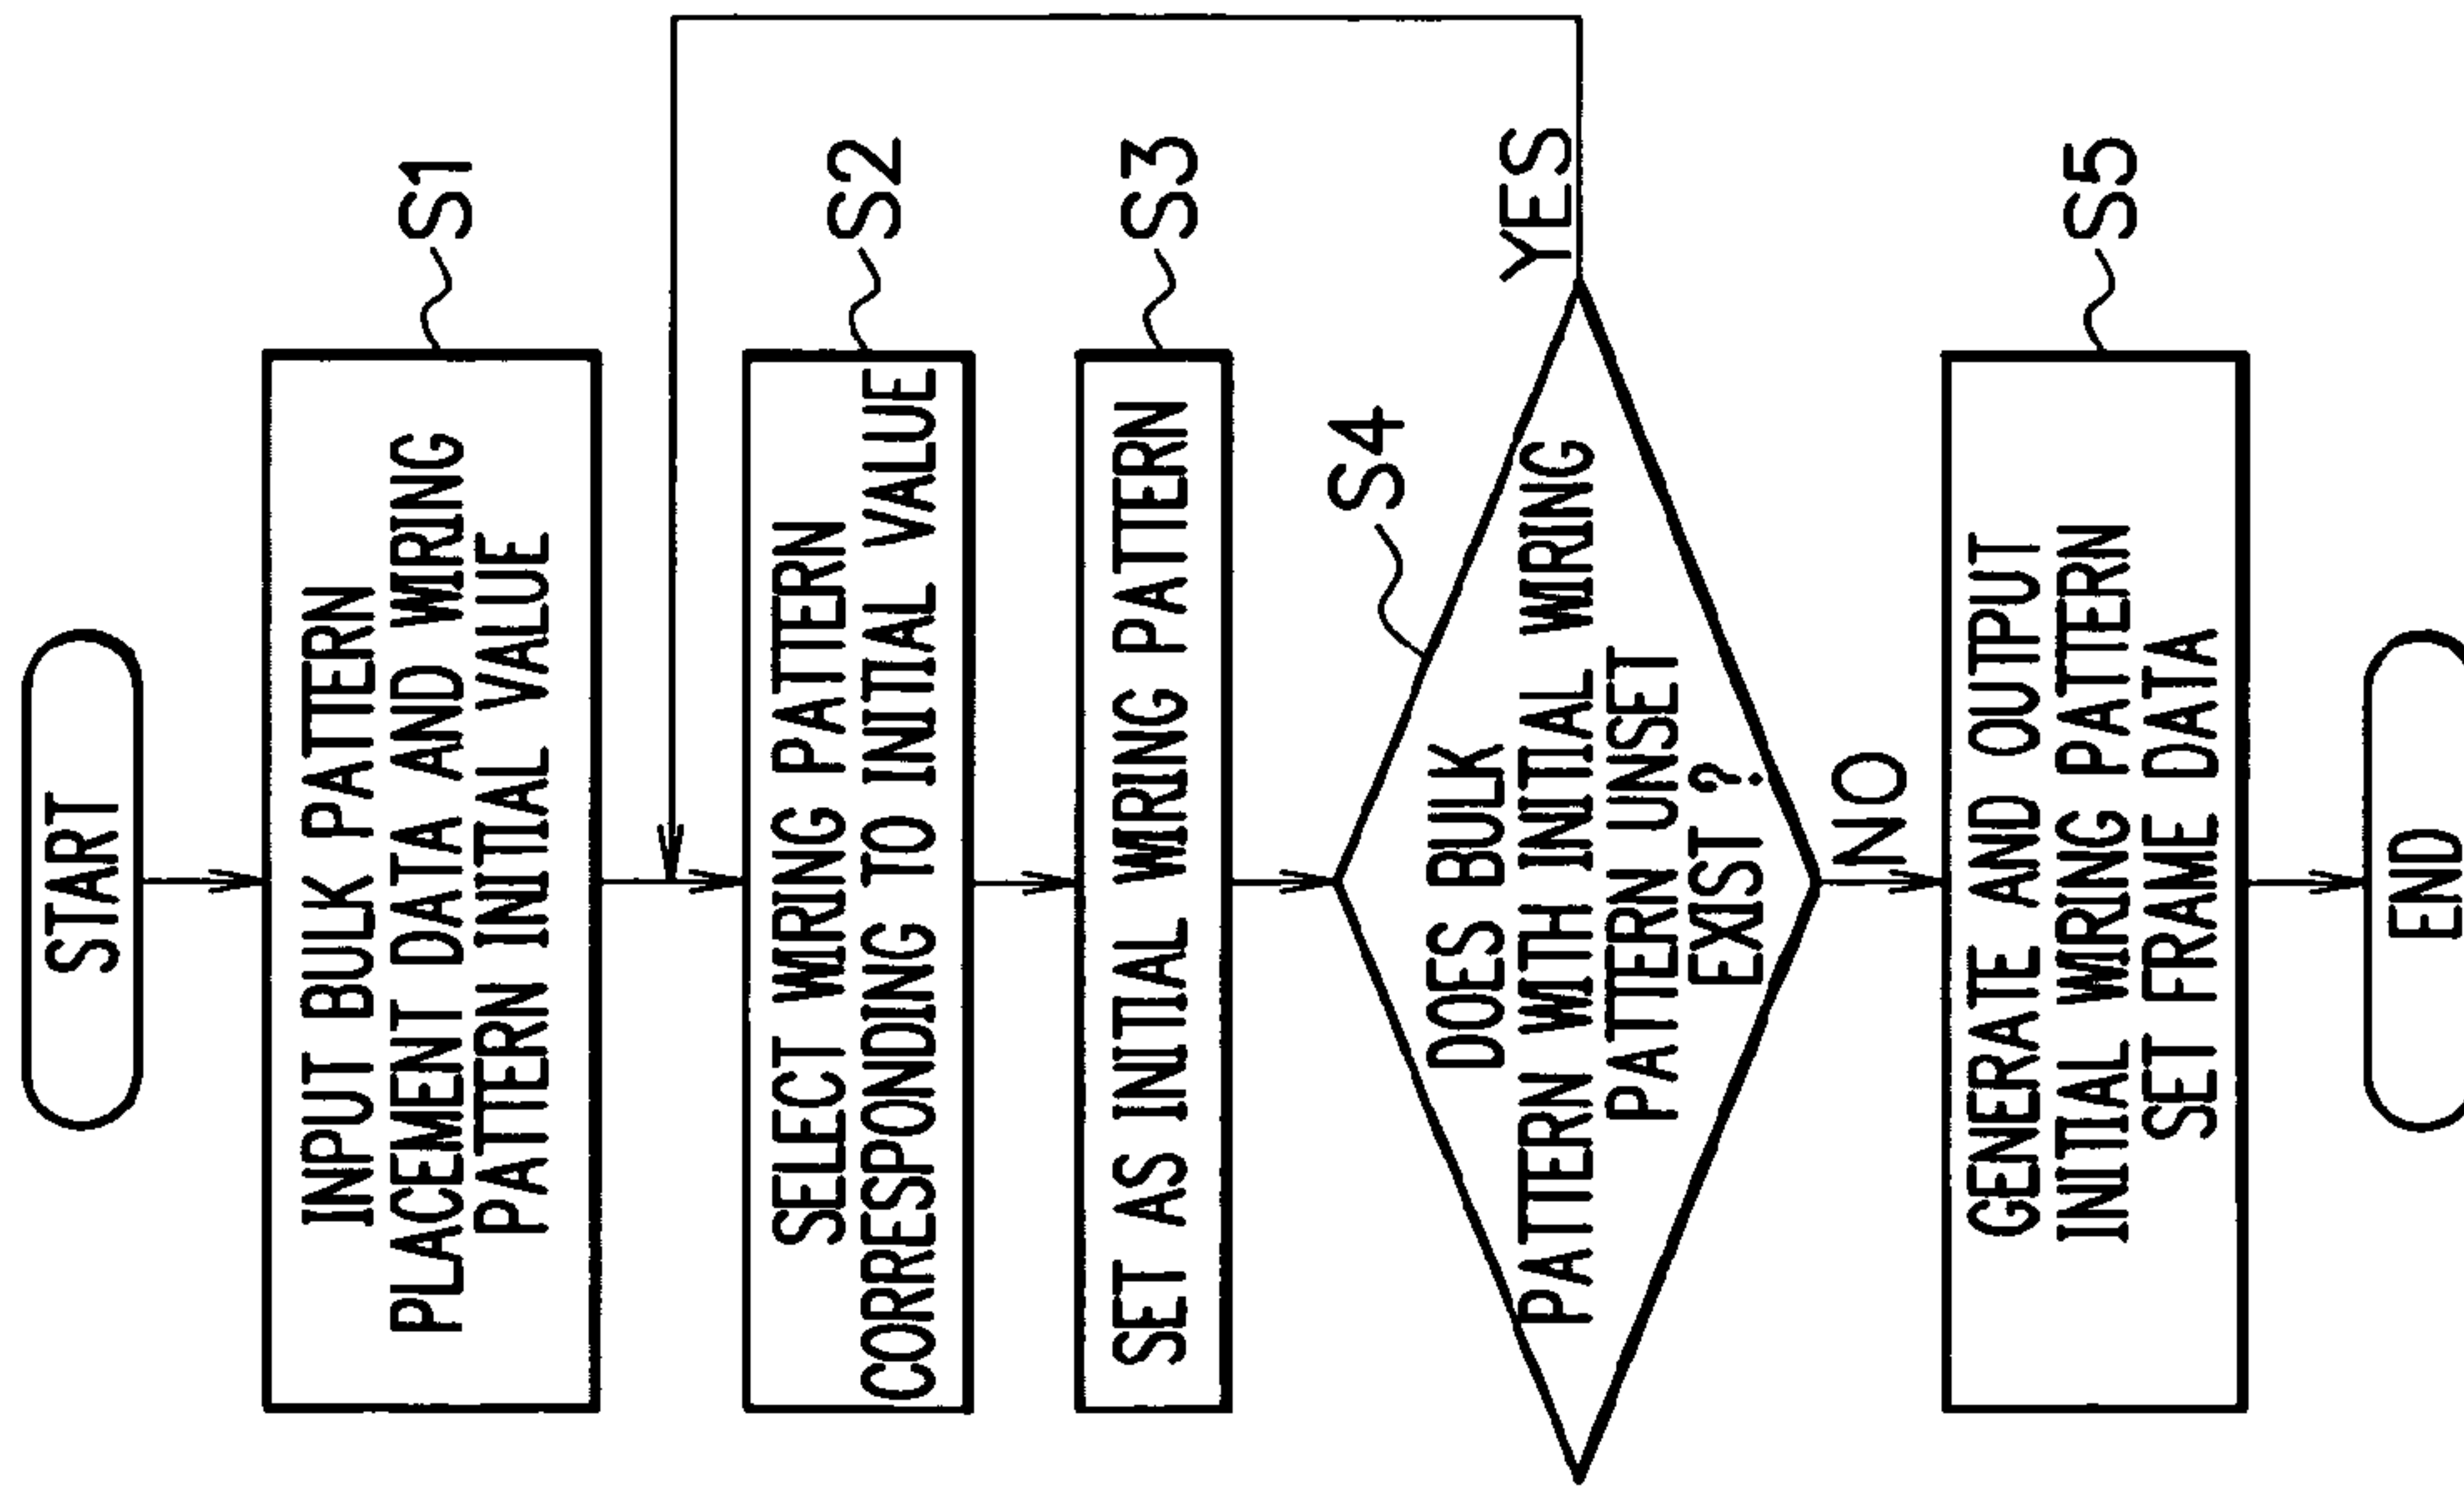 START
INPUT BULK PATTERN
PLACEMENT DATA AND WIRING
PATTERN INITIAL VALUE
S1
SELECT WIRING PATTERN
CORRESPONDING TO INITIAL VALUE
S2
SET AS INITIAL WIRING PATTERN
S3
S4
DOES BULK
PATTERN WITH INITIAL WIRING
PATTERN UNSET
EXIST ?
YES
NO
GENERATE AND OUTPUT
INITIAL WIRING PATTERN
SET FRAME DATA
S5
END